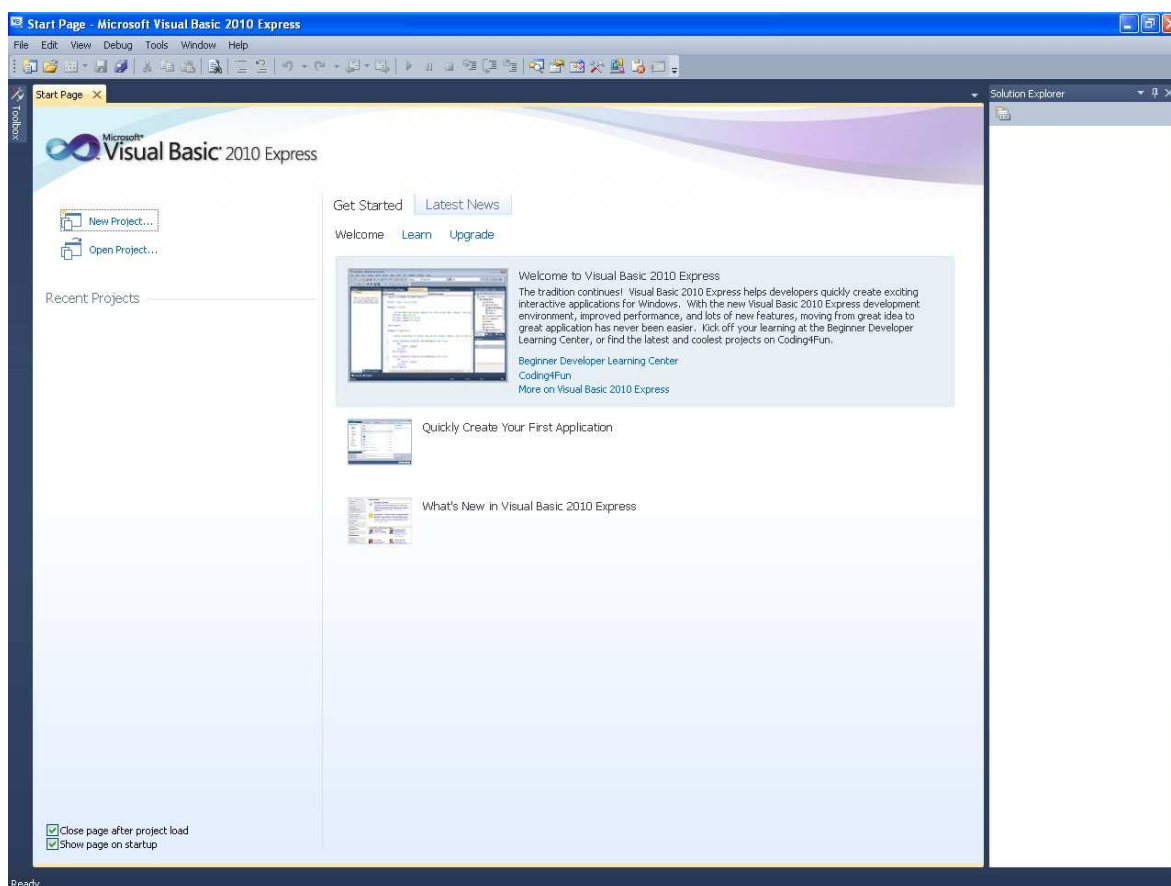 Start Page - Microsoft Visual Basic 2010 Express
File Edit View Debug Tools Window Help
Toolbox
Start Page
Solution Explorer
Microsoft®
Visual Basic® 2010 Express
New Project...
Open Project...
Recent Projects
Get Started Latest News
Welcome Learn Upgrade
Welcome to Visual Basic 2010 Express
The tradition continues! Visual Basic 2010 Express helps developers quickly create exciting
interactive applications for Windows. With the new Visual Basic 2010 Express development
environment, improved performance, and lots of new features, moving from great idea to
great application has never been easier. Kick off your learning at the Beginner Developer
Learning Center, or find the latest and coolest projects on Coding4Fun.
Beginner Developer Learning Center
Coding4Fun
More on Visual Basic 2010 Express
Quickly Create Your First Application
What's New in Visual Basic 2010 Express
Close page after project load
Show page on startup
Ready